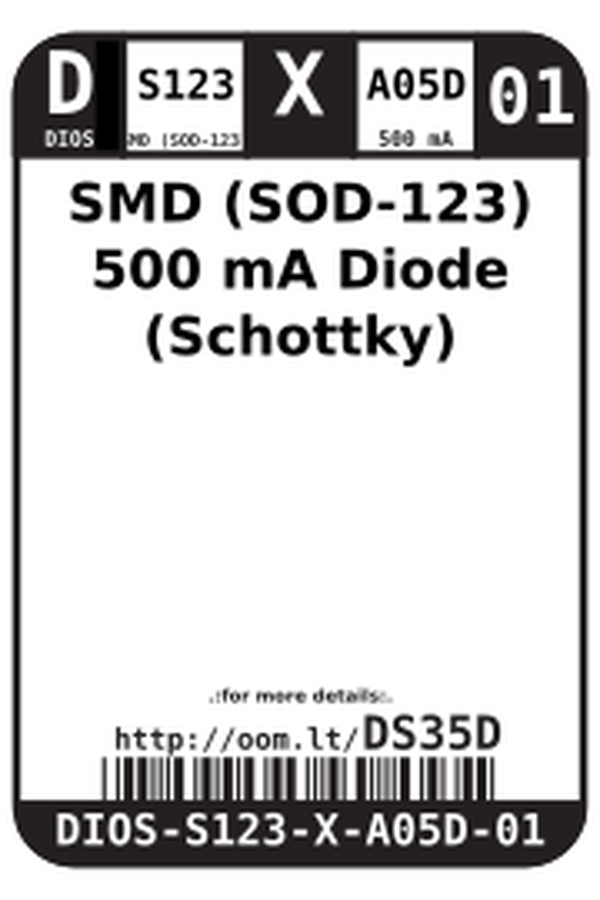 D S123 X A05D 01
DIOS MD (SOD-123 500 mA
SMD (SOD-123)
500 mA Diode
(Schottky)
.:for more details:.
http://oom.lt/DS35D
DIOS-S123-X-A05D-01